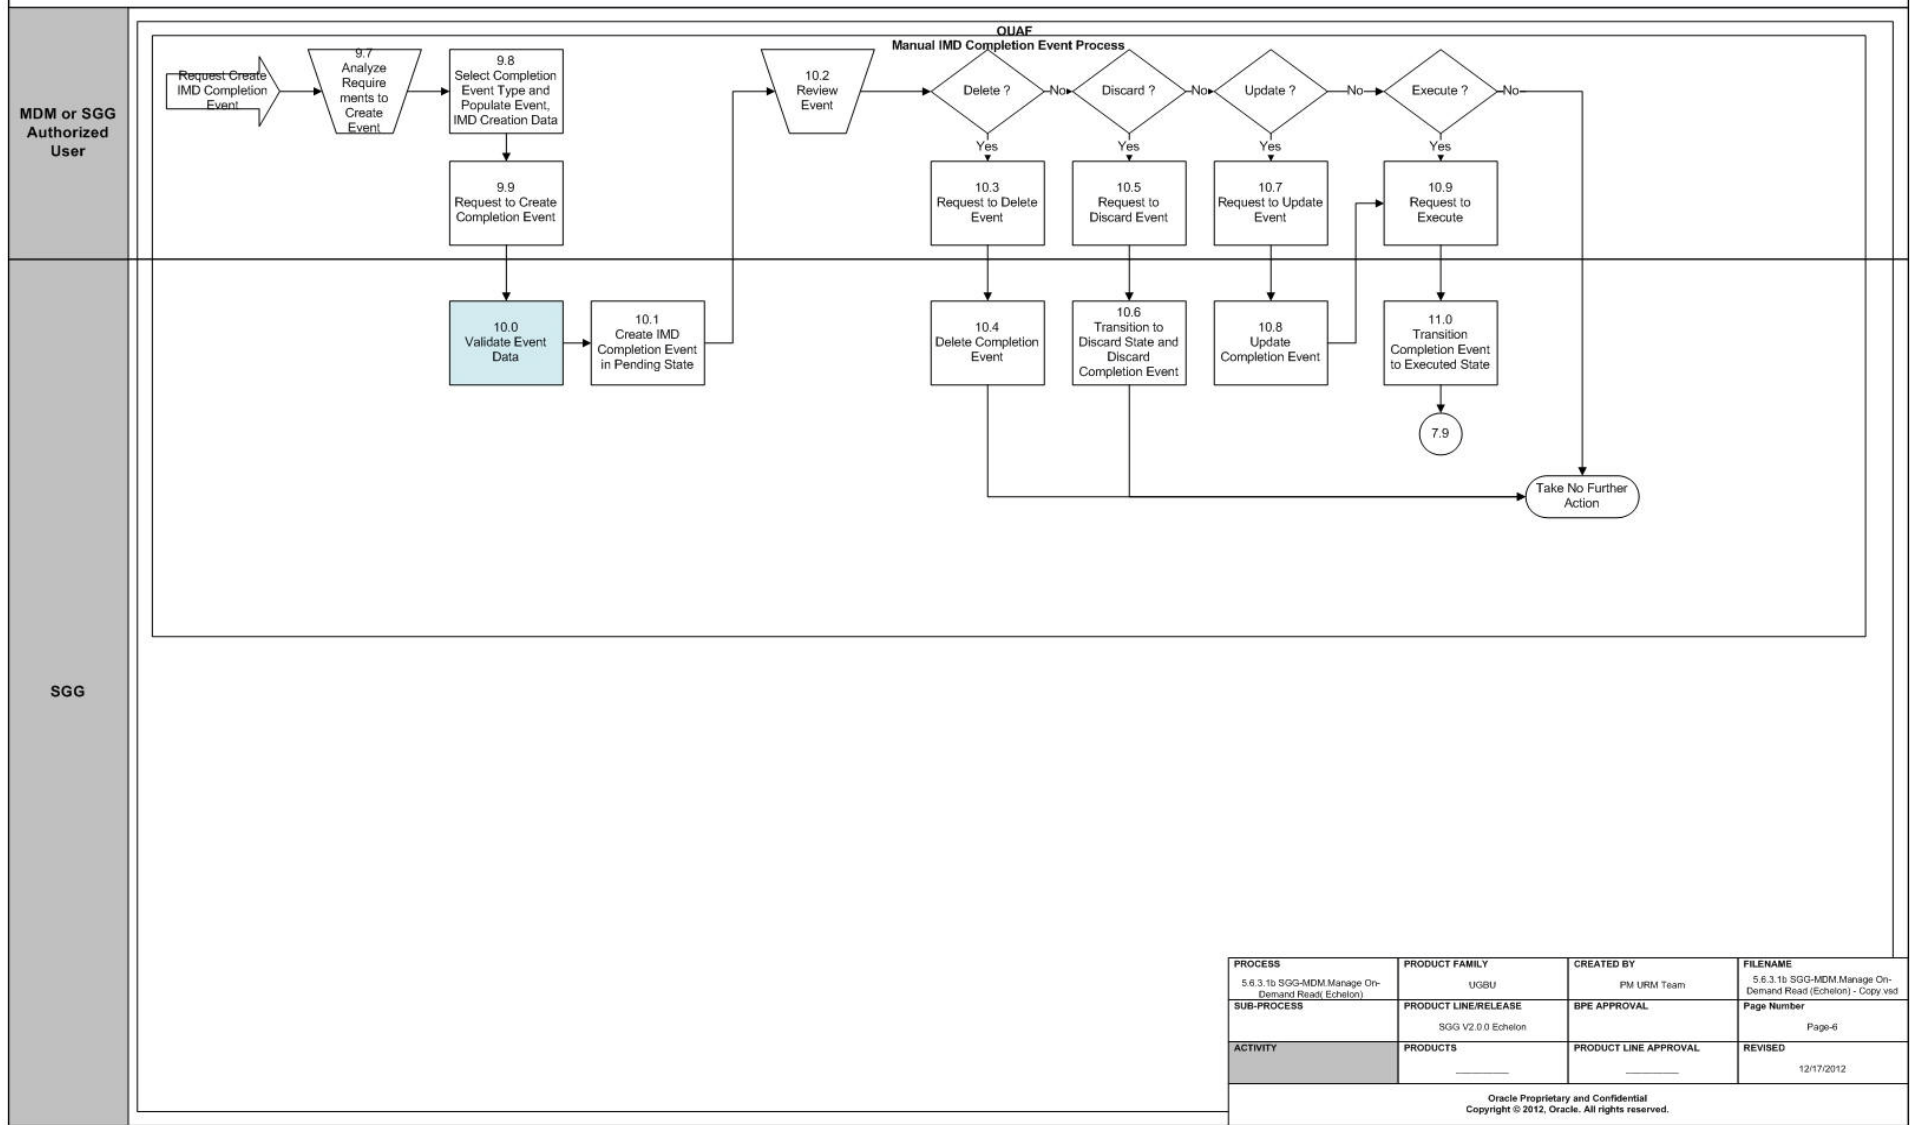 OUAF
Manual IMD Completion Event Process
MDM or SGG
Authorized
User
Request Create
IMD Completion
Event
9.7
Analyze
Require
ments to
Create
Event
9.8
Select Completion
Event Type and
Populate Event,
IMD Creation Data
10.2
Review
Event
Delete ?
No
Discard ?
No
Update ?
No
Execute ?
No
Yes
Yes
Yes
Yes
9.9
Request to Create
Completion Event
10.3
Request to Delete
Event
10.5
Request to
Discard Event
10.7
Request to Update
Event
10.9
Request to
Execute
SGG
10.0
Validate Event
Data
10.1
Create IMD
Completion Event
in Pending State
10.4
Delete Completion
Event
10.6
Transition to
Discard State and
Discard
Completion Event
10.8
Update
Completion Event
11.0
Transition
Completion Event
to Executed State
7.9
Take No Further
Action
PROCESS
5.6.3.1b SGG-MDM.Manage On-
Demand Read( Echelon)
PRODUCT FAMILY
UGBU
CREATED BY
PM URM Team
FILENAME
5.6.3.1b SGG-MDM.Manage On-
Demand Read (Echelon) - Copy.vsd
SUB-PROCESS
PRODUCT LINE/RELEASE
SGG V2.0.0 Echelon
BPE APPROVAL
Page Number
Page-6
ACTIVITY
PRODUCTS
PRODUCT LINE APPROVAL
REVISED
12/17/2012
Oracle Proprietary and Confidential
Copyright © 2012, Oracle. All rights reserved.